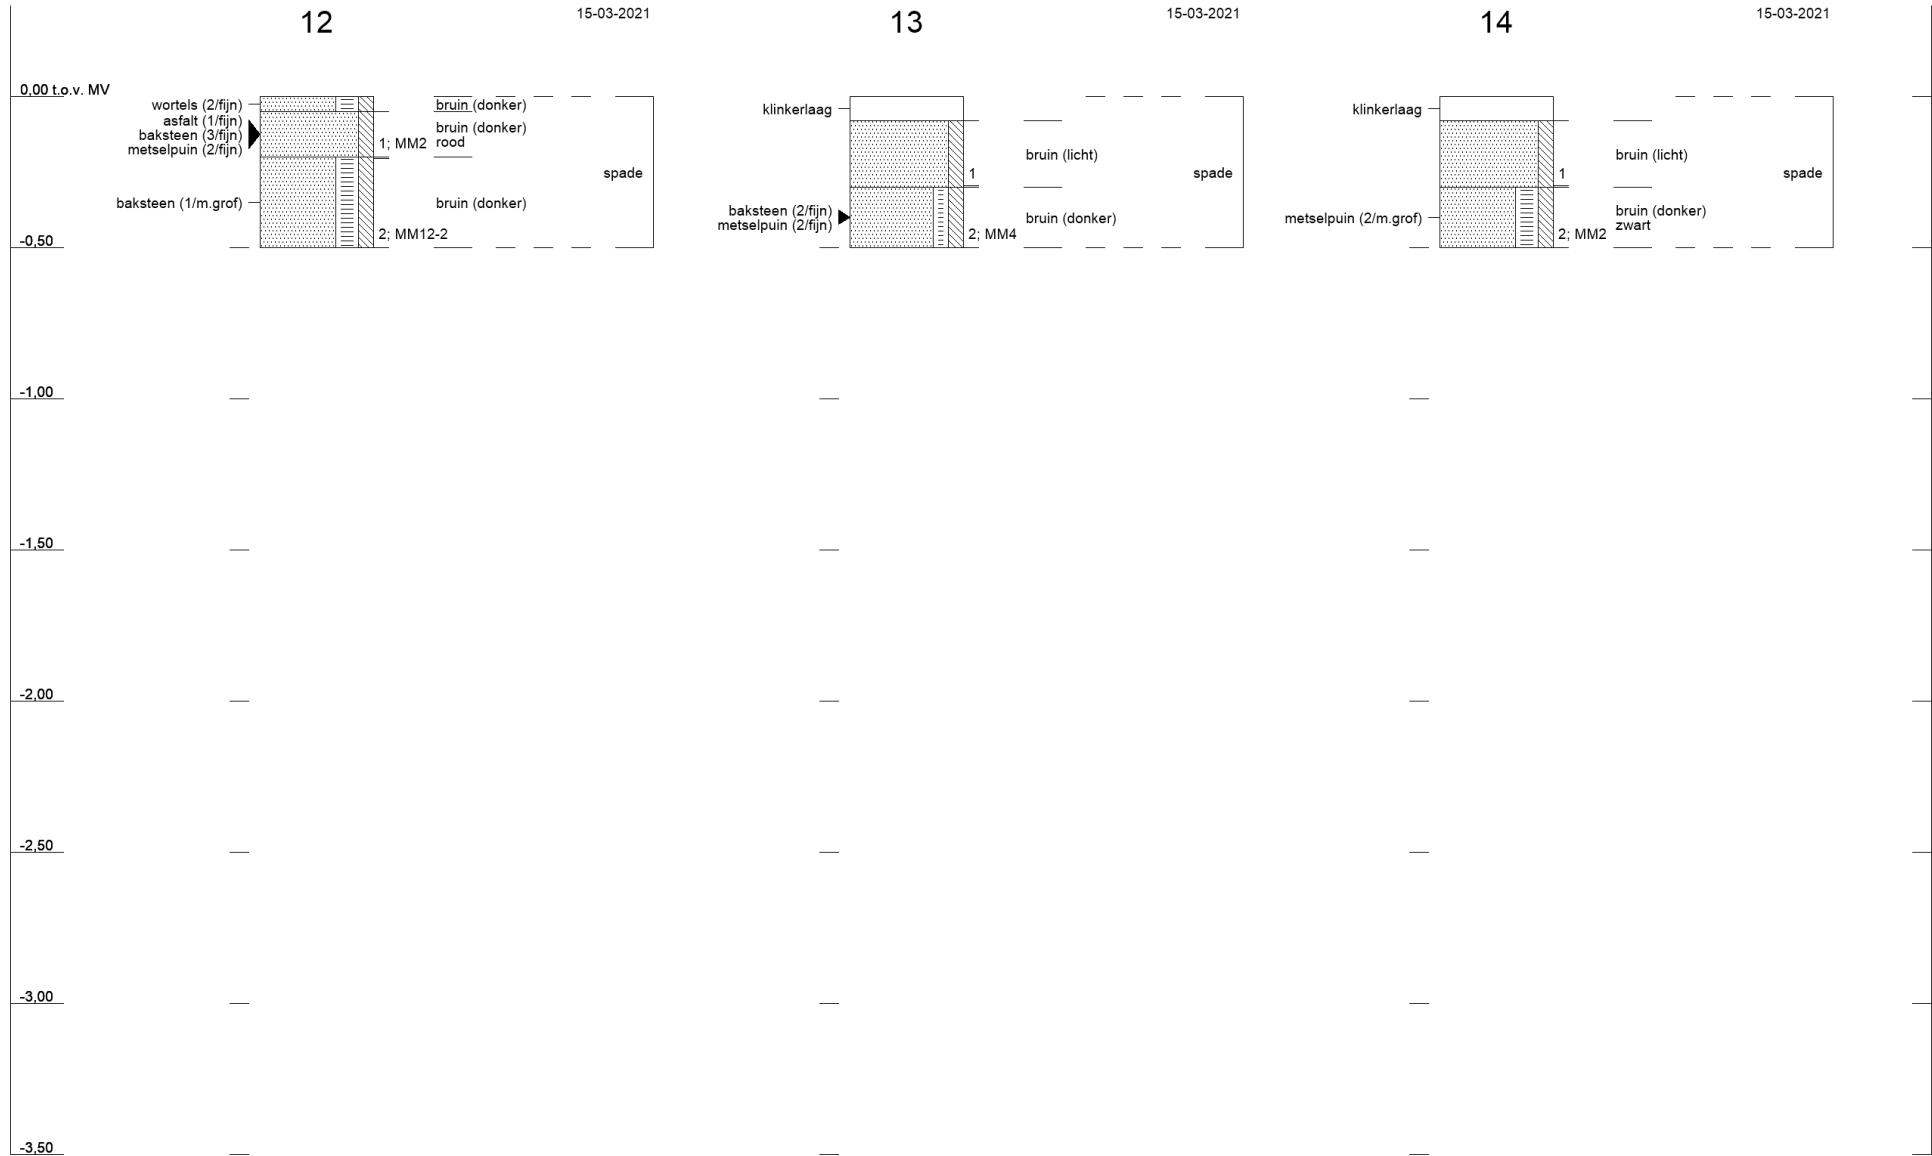 12
15-03-2021
13
15-03-2021
14
15-03-2021
0,00 t.o.v. MV
wortels (2/fijn)
asfalt (1/fijn)
baksteen (3/fijn)
metselpuin (2/fijn)
baksteen (1/m.grof)
1; MM2
2; MM12-2
bruin (donker)
bruin (donker)
rood
bruin (donker)
spade
klinkerlaag
baksteen (2/fijn)
metselpuin (2/fijn)
1
2; MM4
bruin (licht)
bruin (donker)
spade
klinkerlaag
metselpuin (2/m.grof)
1
2; MM2
bruin (licht)
bruin (donker)
zwart
spade
-0,50
-1,00
-1,50
-2,00
-2,50
-3,00
-3,50